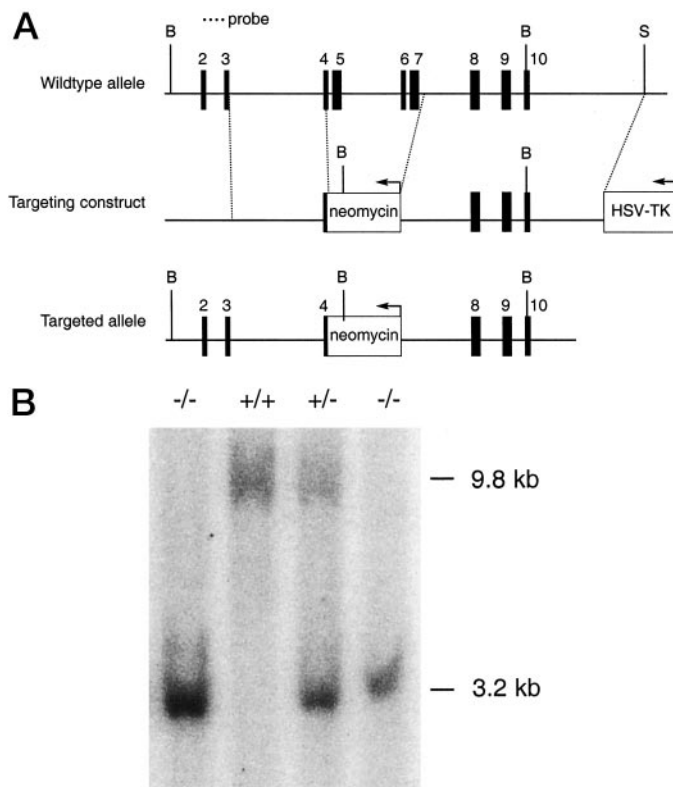 A
probe
B
B
S
2 3 4 5 6 7 8 9 10
Wildtype allele
B
B
Targeting construct
neomycin
HSV-TK
B
B
B
2 3 4 8 9 10
Targeted allele
neomycin
B
-/- +/+ +/- -/-
9.8 kb
3.2 kb